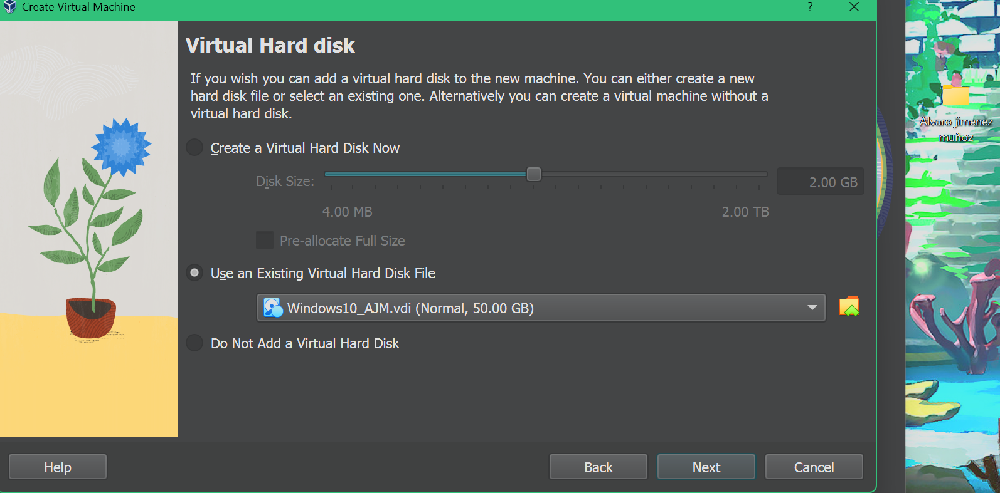 Create Virtual Machine
?
Virtual Hard disk
If you wish you can add a virtual hard disk to the new machine. You can either create a new
hard disk file or select an existing one. Alternatively you can create a virtual machine without a
virtual hard disk.
Create a Virtual Hard Disk Now
Disk Size:
2.00 GB
4.00 MB
2.00 TB
Pre-allocate Full Size
Use an Existing Virtual Hard Disk File
Windows10_AJM.vdi (Normal, 50.00 GB)
Do Not Add a Virtual Hard Disk
Help
Back
Next
Cancel
Alvaro jimenez
muñoz